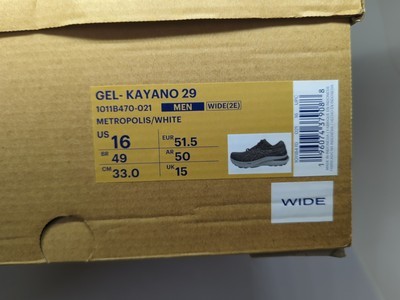 GEL- KAYANO 29
1011B470-021 MEN WIDE(2E)
METROPOLIS/WHITE
US 16 EUR 51.5
BR 49 AR 50
CM 33.0 UK 15
WIDE